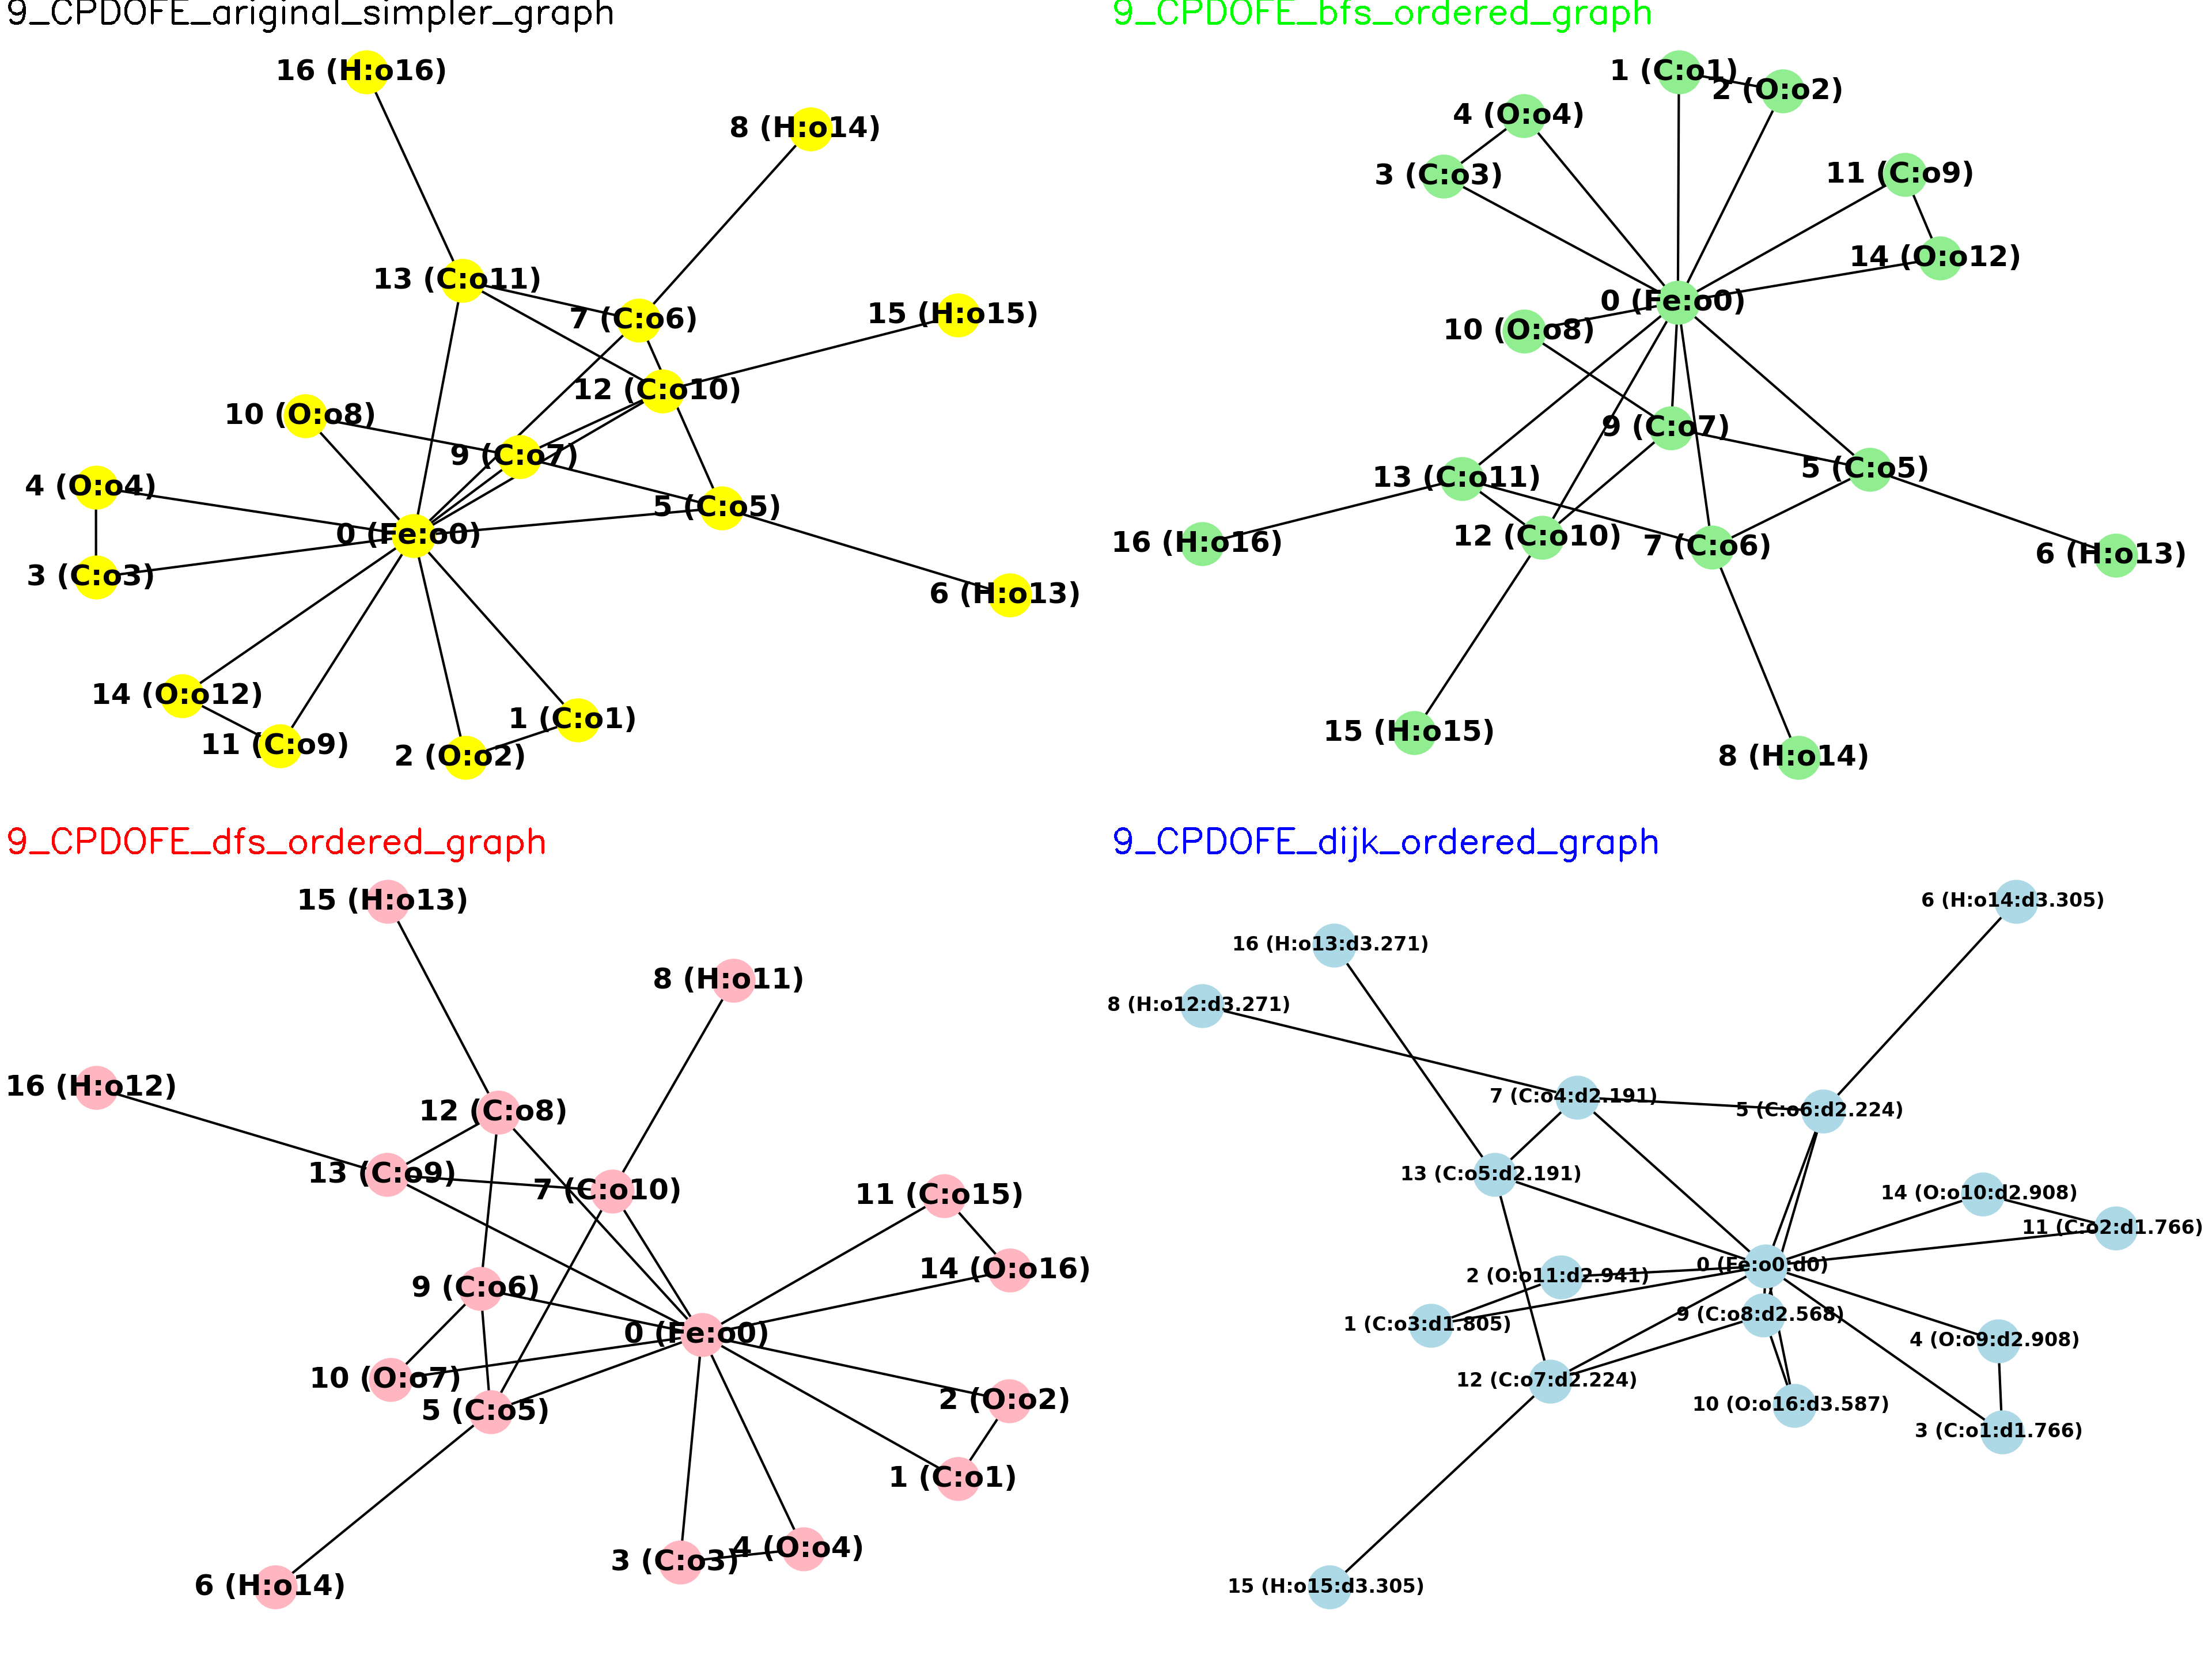 9_CPDOFE_ariginal_simpler_graph
16 (H:o16)
8 (H:o14)
13 (C:o11)
7 (C:o6)
15 (H:o15)
12 (C:o10)
10 (O:o8)
9 (C:o7)
4 (O:o4)
5 (C:o5)
0 (Fe:o0)
3 (C:o3)
6 (H:o13)
14 (O:o12)
1 (C:o1)
11 (C:o9)
2 (O:o2)
9_CPDOFE_bfs_ordered_graph
1 (C:o1)
2 (O:o2)
4 (O:o4)
3 (C:o3)
11 (C:o9)
14 (O:o12)
0 (Fe:o0)
10 (O:o8)
9 (C:o7)
5 (C:o5)
13 (C:o11)
12 (C:o10)
7 (C:o6)
16 (H:o16)
6 (H:o13)
15 (H:o15)
8 (H:o14)
9_CPDOFE_dfs_ordered_graph
15 (H:o13)
8 (H:o11)
16 (H:o12)
12 (C:o8)
13 (C:o9)
7 (C:o10)
11 (C:o15)
14 (O:o16)
9 (C:o6)
0 (Fe:o0)
10 (O:o7)
2 (O:o2)
5 (C:o5)
1 (C:o1)
4 (O:o4)
3 (C:o3)
6 (H:o14)
9_CPDOFE_dijk_ordered_graph
6 (H:o14:d3.305)
16 (H:o13:d3.271)
8 (H:o12:d3.271)
7 (C:o4:d2.191)
5 (C:o6:d2.224)
13 (C:o5:d2.191)
14 (O:o10:d2.908)
11 (C:o2:d1.766)
0 (Fe:o0:d0)
2 (O:o11:d2.941)
9 (C:o8:d2.568)
1 (C:o3:d1.805)
4 (O:o9:d2.908)
12 (C:o7:d2.224)
10 (O:o16:d3.587)
3 (C:o1:d1.766)
15 (H:o15:d3.305)